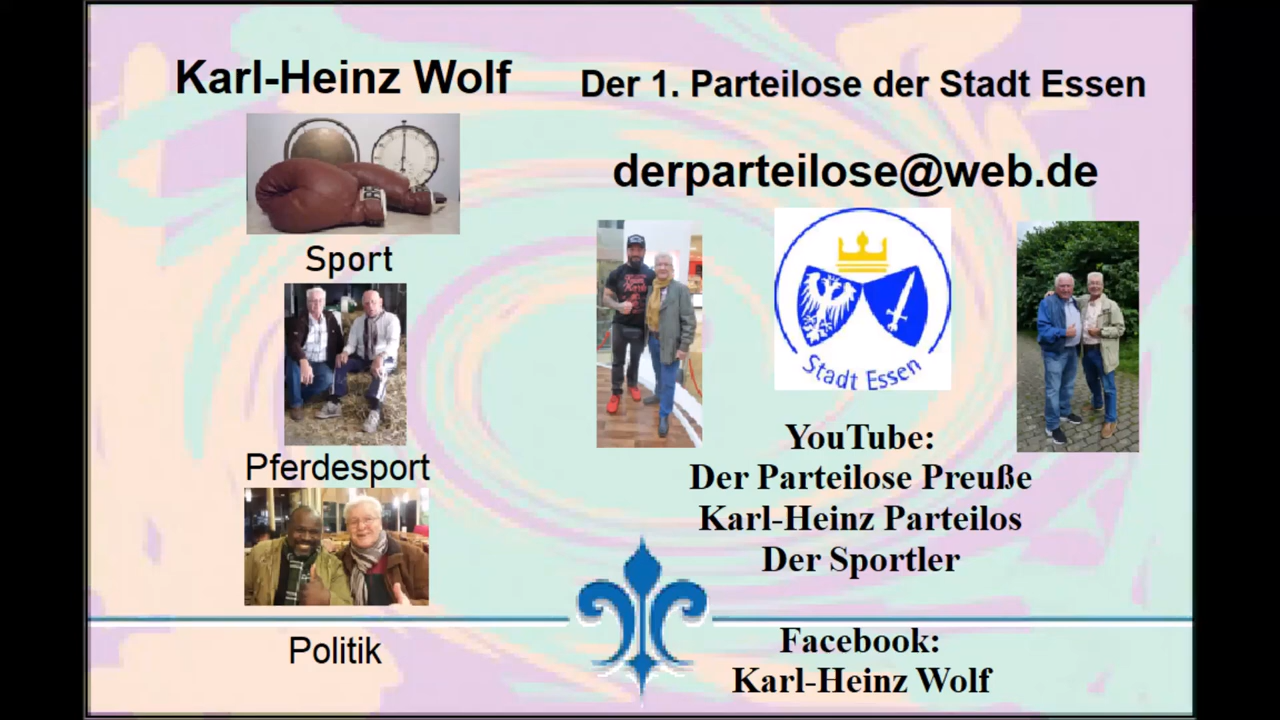 Karl-Heinz Wolf
Der 1. Parteilose der Stadt Essen
derparteilose@web.de
Sport
Pferdesport
Politik
Stadt Essen
YouTube:
Der Parteilose Preuße
Karl-Heinz Parteilos
Der Sportler
Facebook:
Karl-Heinz Wolf